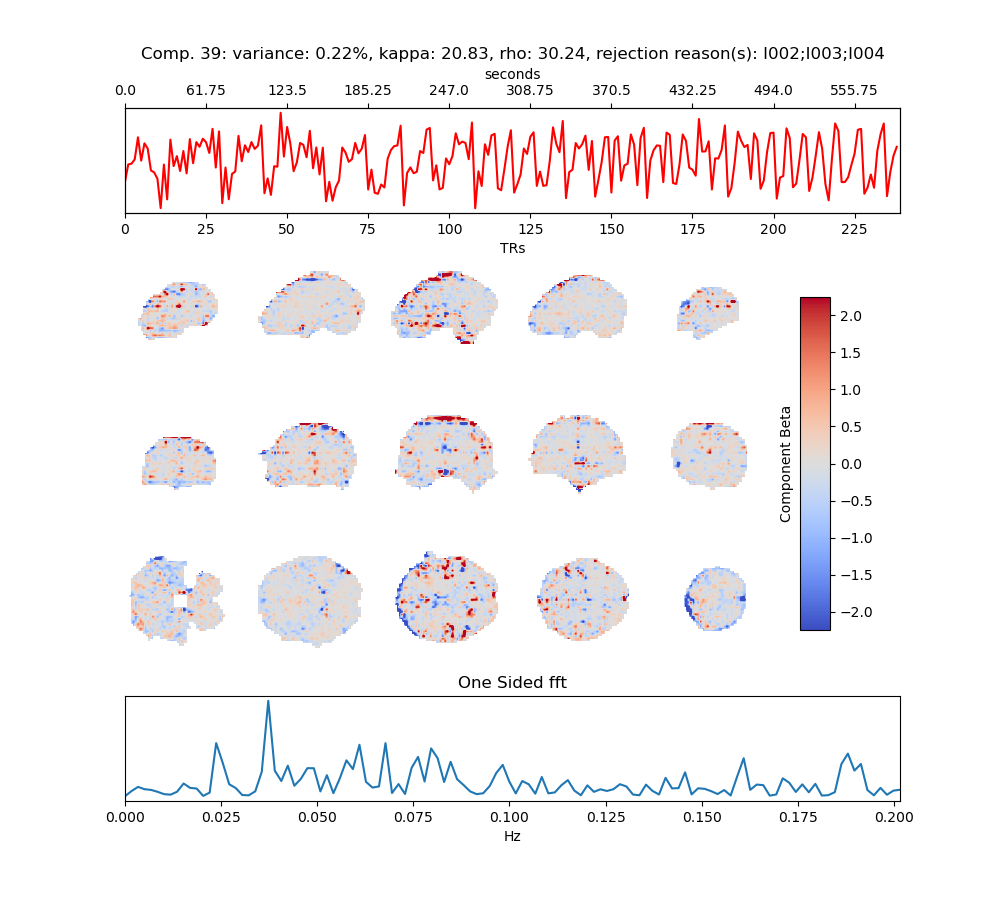 Comp. 39: variance: 0.22%, kappa: 20.83, rho: 30.24, rejection reason(s): I002;I003;I004
seconds
0.0 61.75 123.5 185.25 247.0 308.75 370.5 432.25 494.0 555.75
0 25 50 75 100 125 150 175 200 225
TRs
2.0
1.5
1.0
0.5
0.0
−0.5
−1.0
−1.5
−2.0
Component Beta
One Sided fft
0.000 0.025 0.050 0.075 0.100 0.125 0.150 0.175 0.200
Hz